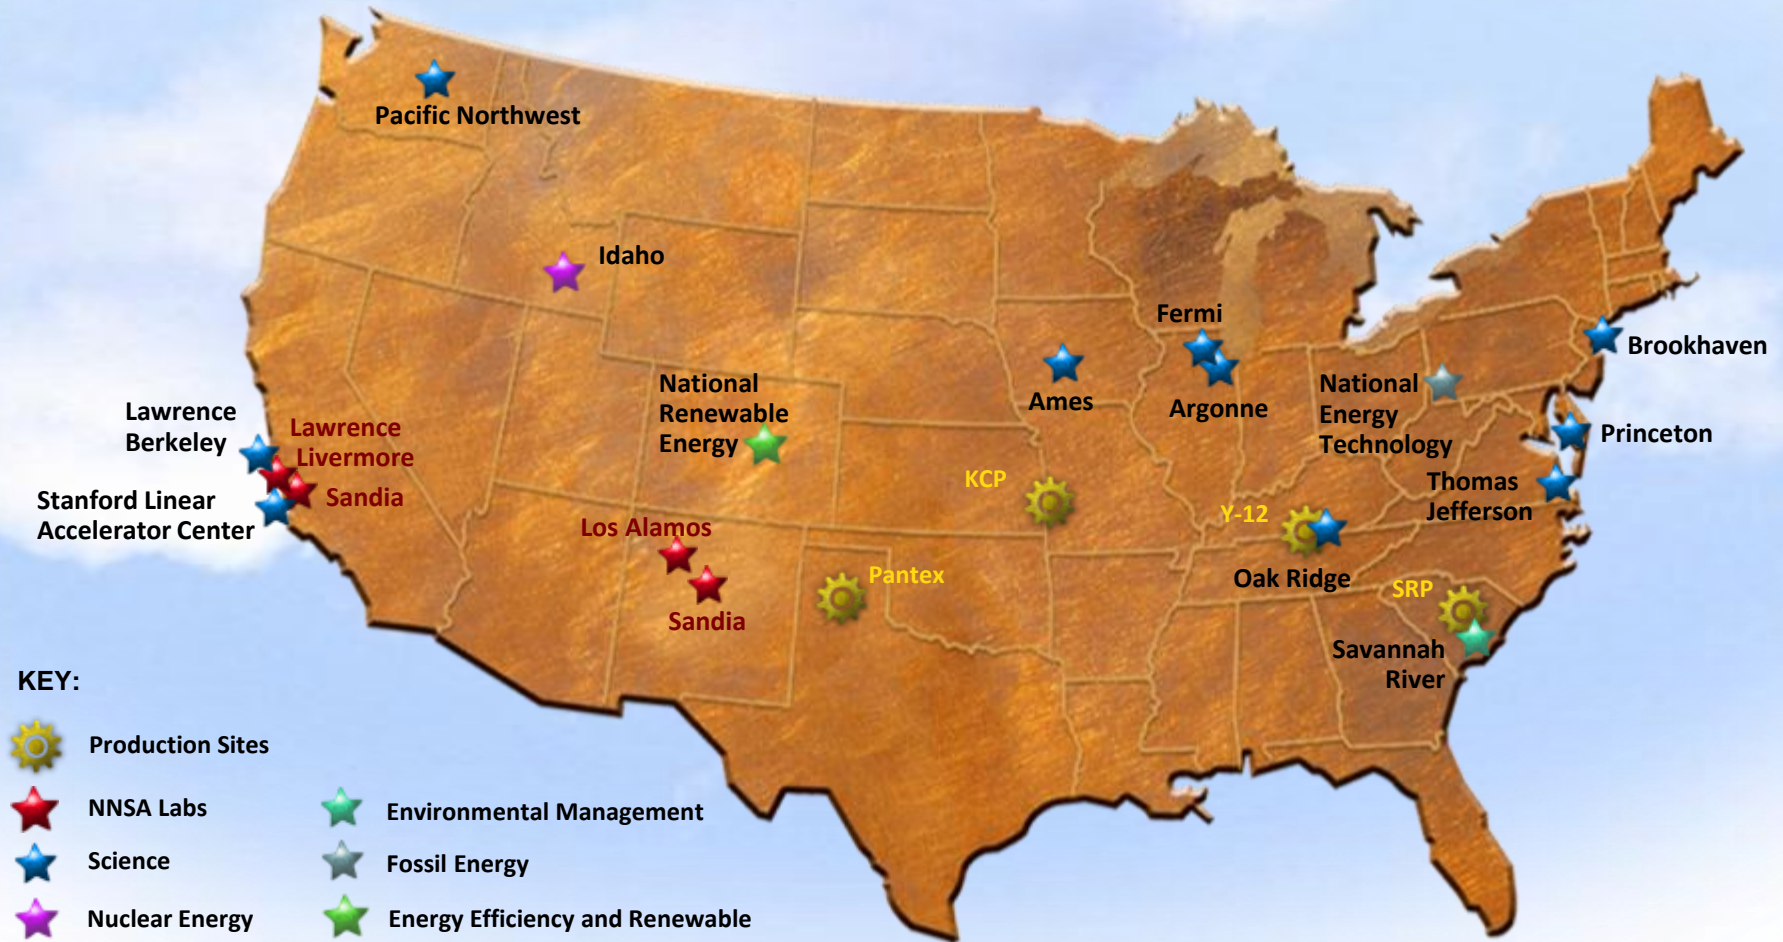 Pacific Northwest
Idaho
Fermi
Brookhaven
National
Renewable
Energy
Ames
Argonne
National
Energy
Technology
Lawrence
Berkeley
Lawrence
Livermore
Sandia
Stanford Linear
Accelerator Center
Princeton
Thomas
Jefferson
KCP
Y-12
Los Alamos
Sandia
Pantex
Oak Ridge
SRP
Savannah
River
KEY:
Production Sites
NNSA Labs
Science
Nuclear Energy
Environmental Management
Fossil Energy
Energy Efficiency and Renewable